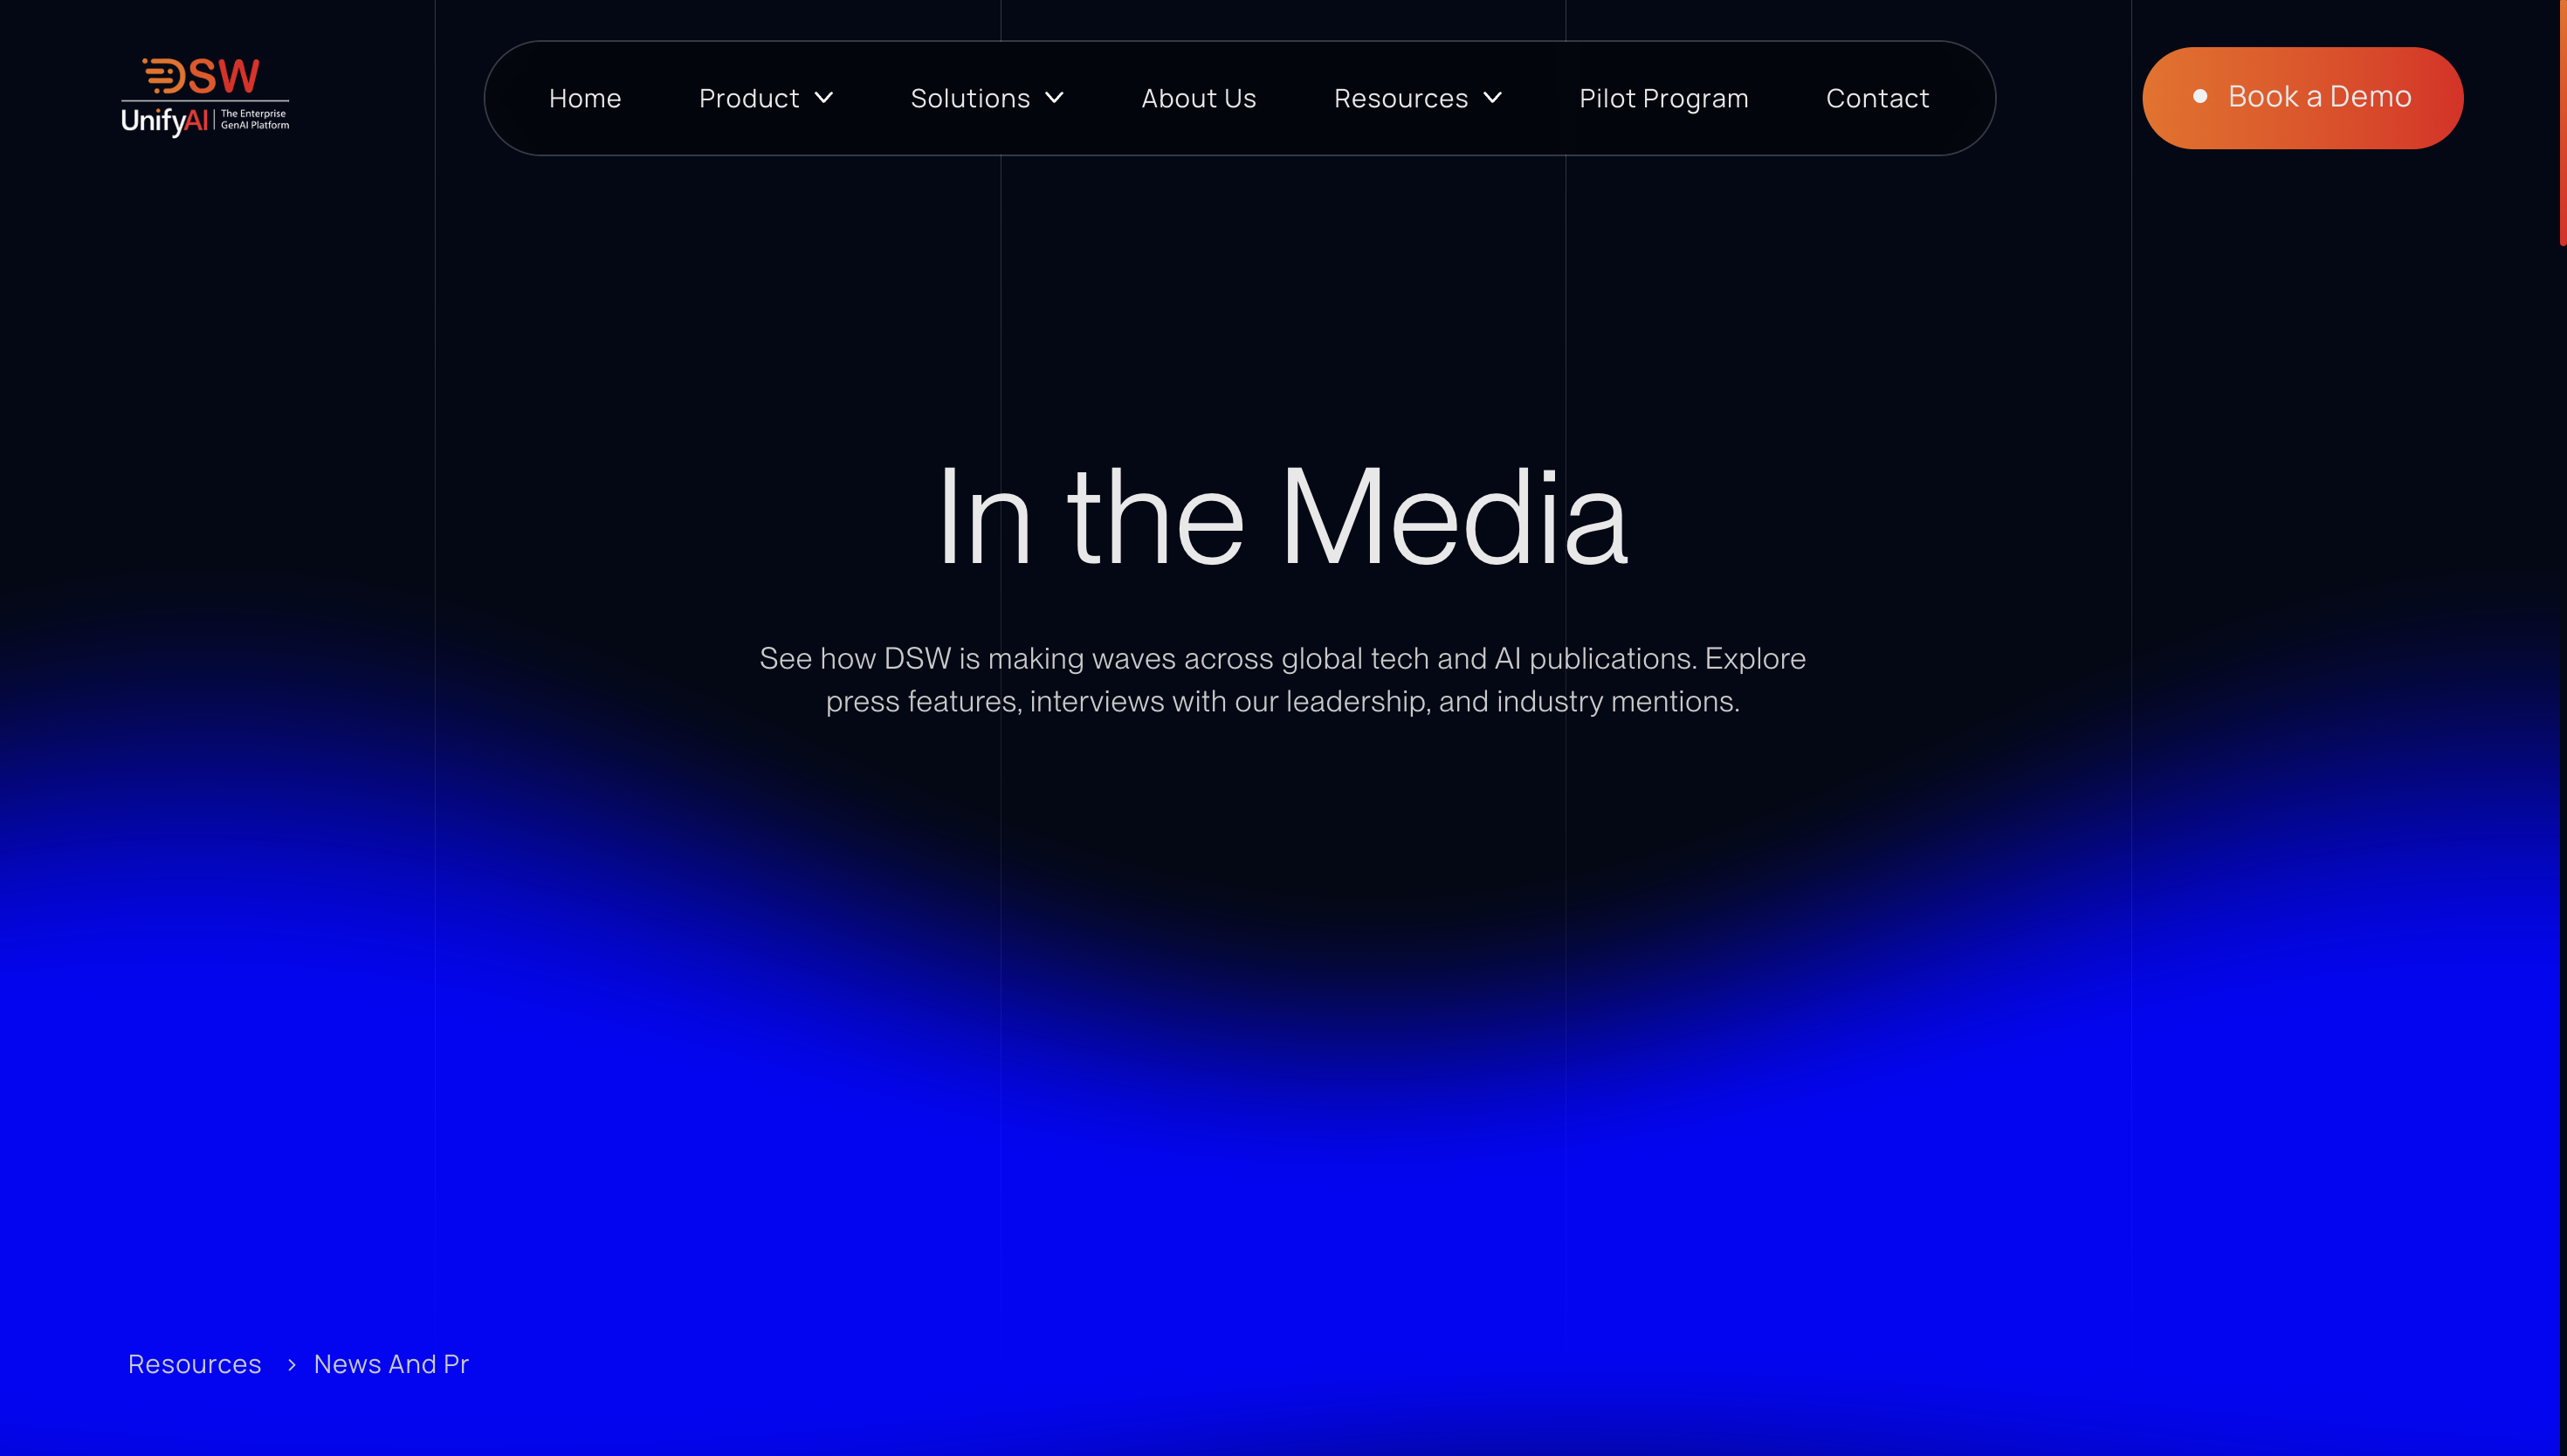 DSW
UnifyAI | The Enterprise
GenAI Platform
Home Product Solutions About Us Resources Pilot Program Contact
Book a Demo
In the Media
See how DSW is making waves across global tech and AI publications. Explore
press features, interviews with our leadership, and industry mentions.
Resources > News And Pr